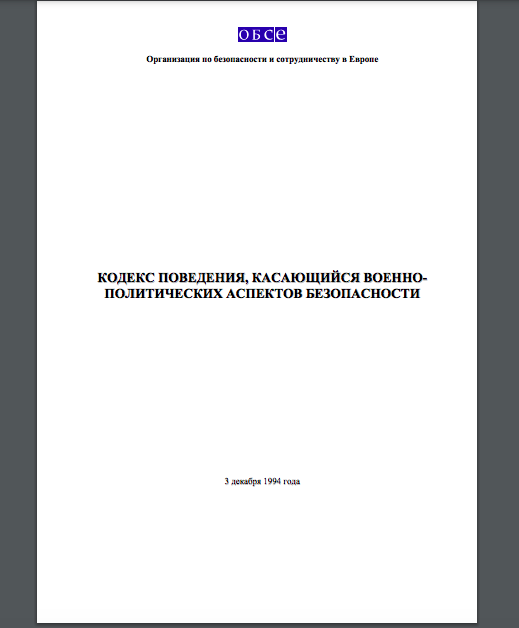 ОБСЕ
Организация по безопасности и сотрудничеству в Европе
КОДЕКС ПОВЕДЕНИЯ, КАСАЮЩИЙСЯ ВОЕННО-
ПОЛИТИЧЕСКИХ АСПЕКТОВ БЕЗОПАСНОСТИ
3 декабря 1994 года